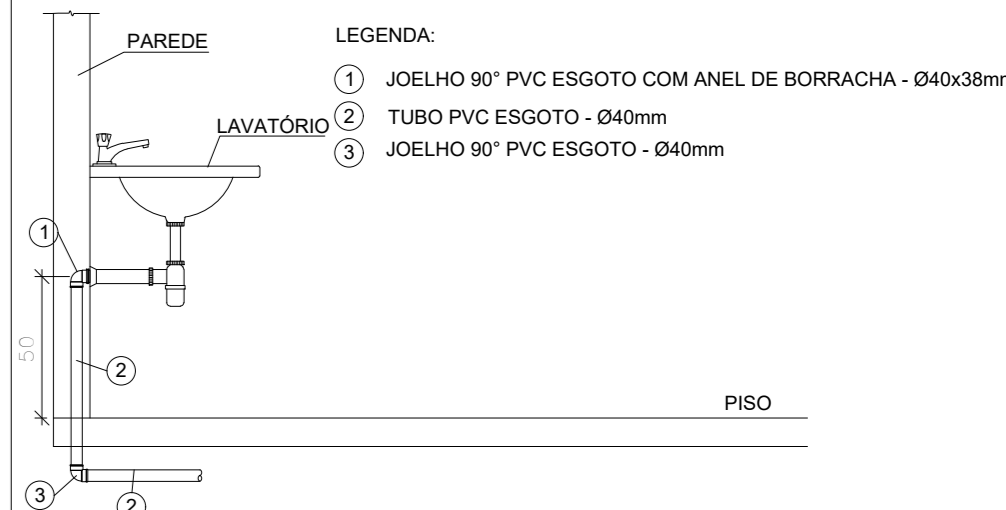 PAREDE
LEGENDA:
1 JOELHO 90° PVC ESGOTO COM ANEL DE BORRACHA - Ø40x38mm
2 TUBO PVC ESGOTO - Ø40mm
3 JOELHO 90° PVC ESGOTO - Ø40mm
LAVATÓRIO
1
50
2
PISO
3
2